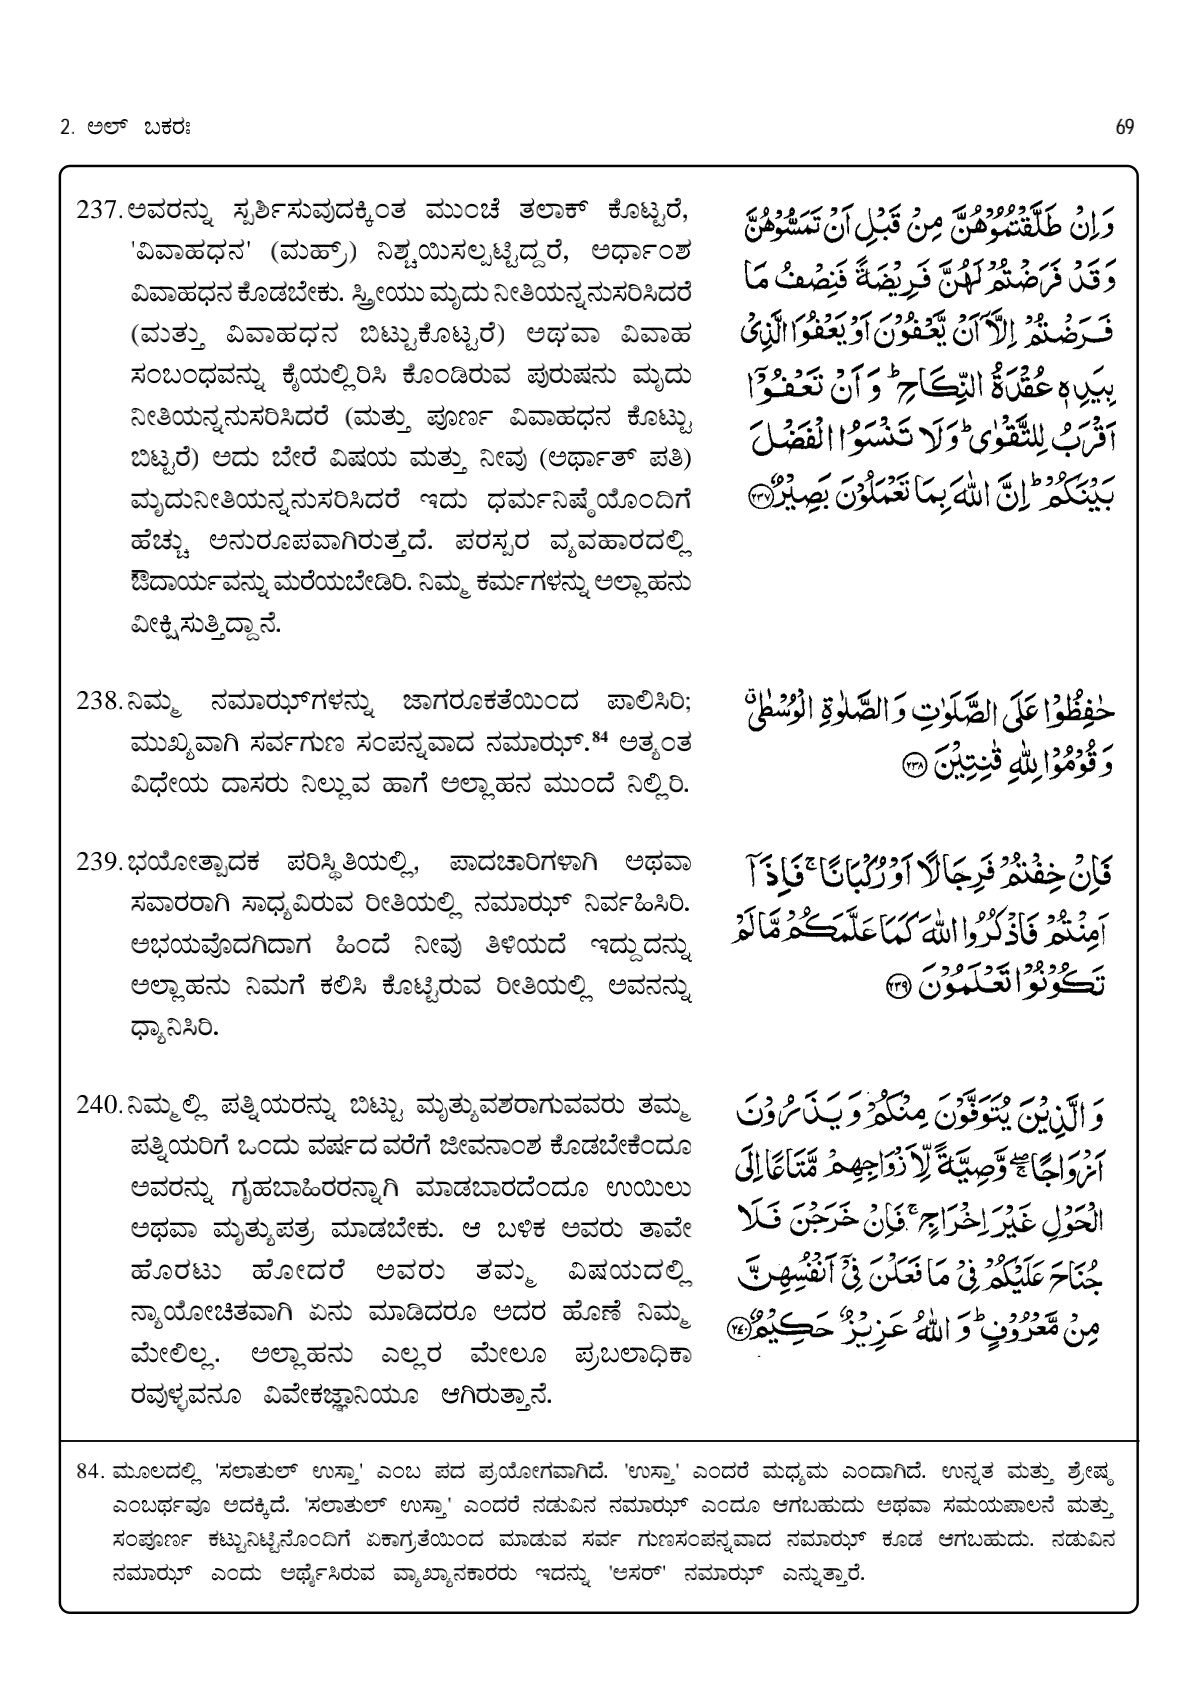 2. ಅಲ್ ಬಕರಃ
69
237. ಅವರನ್ನು ಸ್ಪರ್ಶಿಸುವುದಕ್ಕಿಂತ ಮುಂಚೆ ತಲಾಕ್ ಕೊಟ್ಟರೆ,
'ವಿವಾಹಧನ' (ಮಹ್ರ್) ನಿಶ್ಚಯಿಸಲ್ಪಟ್ಟಿದ್ದರೆ, ಅರ್ಧಾಂಶ
ವಿವಾಹಧನ ಕೊಡಬೇಕು. ಸ್ತ್ರೀಯು ಮೃದು ನೀತಿಯನ್ನನುಸರಿಸಿದರೆ
(ಮತ್ತು ವಿವಾಹಧನ ಬಿಟ್ಟುಕೊಟ್ಟರೆ) ಅಥವಾ ವಿವಾಹ
ಸಂಬಂಧವನ್ನು ಕೈಯಲ್ಲಿರಿಸಿ ಕೊಂಡಿರುವ ಪುರುಷನು ಮೃದು
ನೀತಿಯನ್ನನುಸರಿಸಿದರೆ (ಮತ್ತು ಪೂರ್ಣ ವಿವಾಹಧನ ಕೊಟ್ಟು
ಬಿಟ್ಟರೆ) ಅದು ಬೇರೆ ವಿಷಯ ಮತ್ತು ನೀವು (ಅರ್ಥಾತ್ ಪತಿ)
ಮೃದುನೀತಿಯನ್ನನುಸರಿಸಿದರೆ ಇದು ಧರ್ಮನಿಷ್ಠೆಯೊಂದಿಗೆ
ಹೆಚ್ಚು ಅನುರೂಪವಾಗಿರುತ್ತದೆ. ಪರಸ್ಪರ ವ್ಯವಹಾರದಲ್ಲಿ
ಔದಾರ್ಯವನ್ನು ಮರೆಯಬೇಡಿರಿ. ನಿಮ್ಮ ಕರ್ಮಗಳನ್ನು ಅಲ್ಲಾಹನು
ವೀಕ್ಷಿಸುತ್ತಿದ್ದಾನೆ.
وَاِنْ طَلَّقْتُمُوْهُنَّ مِنْ قَبْلِ اَنْ تَمَسُّوْهُنَّ
وَقَدْ فَرَضْتُمْ لَهُنَّ فَرِيْضَةً فَنِصْفُ مَا
فَرَضْتُمْ اِلَّاۤ اَنْ يَّعْفُوْنَ اَوْ يَعْفُوَا الَّذِيْ
بِيَدِهٖ عُقْدَةُ النِّكَاحِ ؕ وَاَنْ تَعْفُوْۤا
اَقْرَبُ لِلتَّقْوٰى ؕ وَلَا تَنْسَوُا الْفَضْلَ
بَيْنَكُمْ ؕ اِنَّ اللّٰهَ بِمَا تَعْمَلُوْنَ بَصِيْرٌ ﴿۲۳۷﴾
238. ನಿಮ್ಮ ನಮಾಝ್‌ಗಳನ್ನು ಜಾಗರೂಕತೆಯಿಂದ ಪಾಲಿಸಿರಿ;
ಮುಖ್ಯವಾಗಿ ಸರ್ವಗುಣ ಸಂಪನ್ನವಾದ ನಮಾಝ್.84 ಅತ್ಯಂತ
ವಿಧೇಯ ದಾಸರು ನಿಲ್ಲುವ ಹಾಗೆ ಅಲ್ಲಾಹನ ಮುಂದೆ ನಿಲ್ಲಿರಿ.
حٰفِظُوْا عَلَى الصَّلَوٰتِ وَالصَّلٰوةِ الْوُسْطٰى ۙ
وَقُوْمُوْا لِلّٰهِ قٰنِتِيْنَ ﴿۲۳۸﴾
239. ಭಯೋತ್ಪಾದಕ ಪರಿಸ್ಥಿತಿಯಲ್ಲಿ, ಪಾದಚಾರಿಗಳಾಗಿ ಅಥವಾ
ಸವಾರರಾಗಿ ಸಾಧ್ಯವಿರುವ ರೀತಿಯಲ್ಲಿ ನಮಾಝ್ ನಿರ್ವಹಿಸಿರಿ.
ಅಭಯವೊದಗಿದಾಗ ಹಿಂದೆ ನೀವು ತಿಳಿಯದೆ ಇದ್ದುದನ್ನು
ಅಲ್ಲಾಹನು ನಿಮಗೆ ಕಲಿಸಿ ಕೊಟ್ಟಿರುವ ರೀತಿಯಲ್ಲಿ ಅವನನ್ನು
ಧ್ಯಾನಿಸಿರಿ.
فَاِنْ خِفْتُمْ فَرِجَالًا اَوْ رُكْبَانًا ۚ فَاِذَاۤ
اَمِنْتُمْ فَاذْكُرُوا اللّٰهَ كَمَا عَلَّمَكُمْ مَّا لَمْ
تَكُوْنُوْا تَعْلَمُوْنَ ﴿۲۳۹﴾
240. ನಿಮ್ಮಲ್ಲಿ ಪತ್ನಿಯರನ್ನು ಬಿಟ್ಟು ಮೃತ್ಯುವಶರಾಗುವವರು ತಮ್ಮ
ಪತ್ನಿಯರಿಗೆ ಒಂದು ವರ್ಷದ ವರೆಗೆ ಜೀವನಾಂಶ ಕೊಡಬೇಕೆಂದೂ
ಅವರನ್ನು ಗೃಹಬಾಹಿರರನ್ನಾಗಿ ಮಾಡಬಾರದೆಂದೂ ಉಯಿಲು
ಅಥವಾ ಮೃತ್ಯುಪತ್ರ ಮಾಡಬೇಕು. ಆ ಬಳಿಕ ಅವರು ತಾವೇ
ಹೊರಟು ಹೋದರೆ ಅವರು ತಮ್ಮ ವಿಷಯದಲ್ಲಿ
ನ್ಯಾಯೋಚಿತವಾಗಿ ಏನು ಮಾಡಿದರೂ ಅದರ ಹೊಣೆ ನಿಮ್ಮ
ಮೇಲಿಲ್ಲ. ಅಲ್ಲಾಹನು ಎಲ್ಲರ ಮೇಲೂ ಪ್ರಬಲಾಧಿಕಾ
ರವುಳ್ಳವನೂ ವಿವೇಕಜ್ಞಾನಿಯೂ ಆಗಿರುತ್ತಾನೆ.
وَالَّذِيْنَ يُتَوَفَّوْنَ مِنْكُمْ وَيَذَرُوْنَ
اَزْوَاجًا ۖۚ وَّصِيَّةً لِّاَزْوَاجِهِمْ مَّتَاعًا اِلَى
الْحَوْلِ غَيْرَ اِخْرَاجٍ ۚ فَاِنْ خَرَجْنَ فَلَا
جُنَاحَ عَلَيْكُمْ فِيْ مَا فَعَلْنَ فِيْۤ اَنْفُسِهِنَّ
مِنْ مَّعْرُوْفٍ ؕ وَاللّٰهُ عَزِيْزٌ حَكِيْمٌ ﴿۲۴۰﴾
84. ಮೂಲದಲ್ಲಿ 'ಸಲಾತುಲ್ ಉಸ್ತಾ' ಎಂಬ ಪದ ಪ್ರಯೋಗವಾಗಿದೆ. 'ಉಸ್ತಾ' ಎಂದರೆ ಮಧ್ಯಮ ಎಂದಾಗಿದೆ. ಉನ್ನತ ಮತ್ತು ಶ್ರೇಷ್ಠ
ಎಂಬರ್ಥವೂ ಅದಕ್ಕಿದೆ. 'ಸಲಾತುಲ್ ಉಸ್ತಾ' ಎಂದರೆ ನಡುವಿನ ನಮಾಝ್ ಎಂದೂ ಆಗಬಹುದು ಅಥವಾ ಸಮಯಪಾಲನೆ ಮತ್ತು
ಸಂಪೂರ್ಣ ಕಟ್ಟುನಿಟ್ಟಿನೊಂದಿಗೆ ಏಕಾಗ್ರತೆಯಿಂದ ಮಾಡುವ ಸರ್ವ ಗುಣಸಂಪನ್ನವಾದ ನಮಾಝ್ ಕೂಡ ಆಗಬಹುದು. ನಡುವಿನ
ನಮಾಝ್ ಎಂದು ಅರ್ಥೈಸಿರುವ ವ್ಯಾಖ್ಯಾನಕಾರರು ಇದನ್ನು 'ಅಸರ್' ನಮಾಝ್ ಎನ್ನುತ್ತಾರೆ.